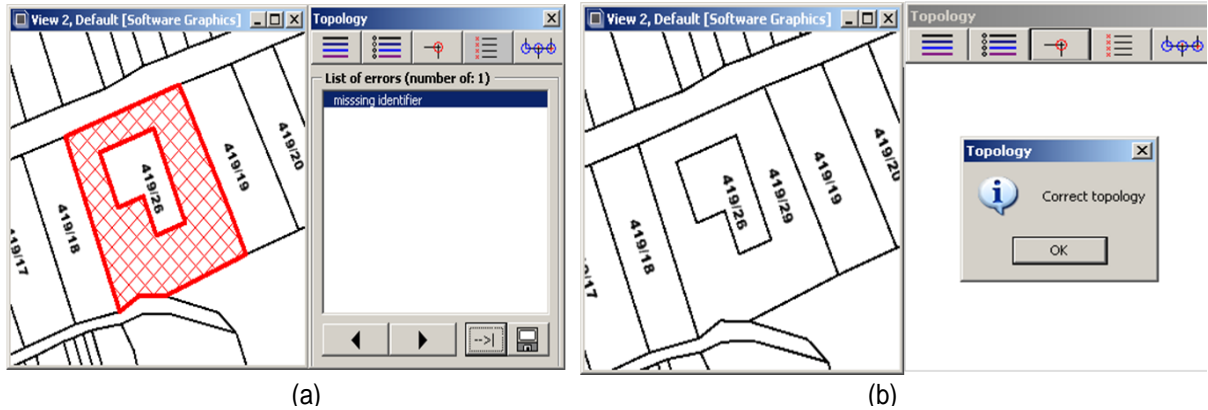 View 2, Default [Software Graphics]
Topology
List of errors (number of: 1)
misssing identifier
419/20
419/19
419/26
419/18
419/17
-->|
(a)
View 2, Default [Software Graphics]
Topology
419/20
419/19
419/29
419/26
419/18
Topology
Correct topology
OK
(b)